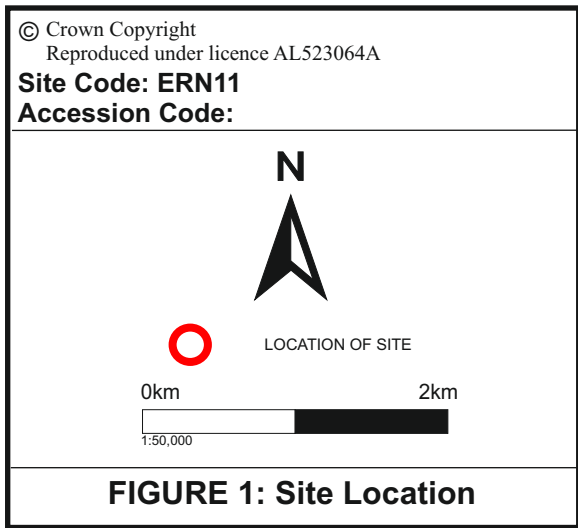 © Crown Copyright
Reproduced under licence AL523064A
Site Code: ERN11
Accession Code:
N
LOCATION OF SITE
0km 2km
1:50,000
FIGURE 1: Site Location